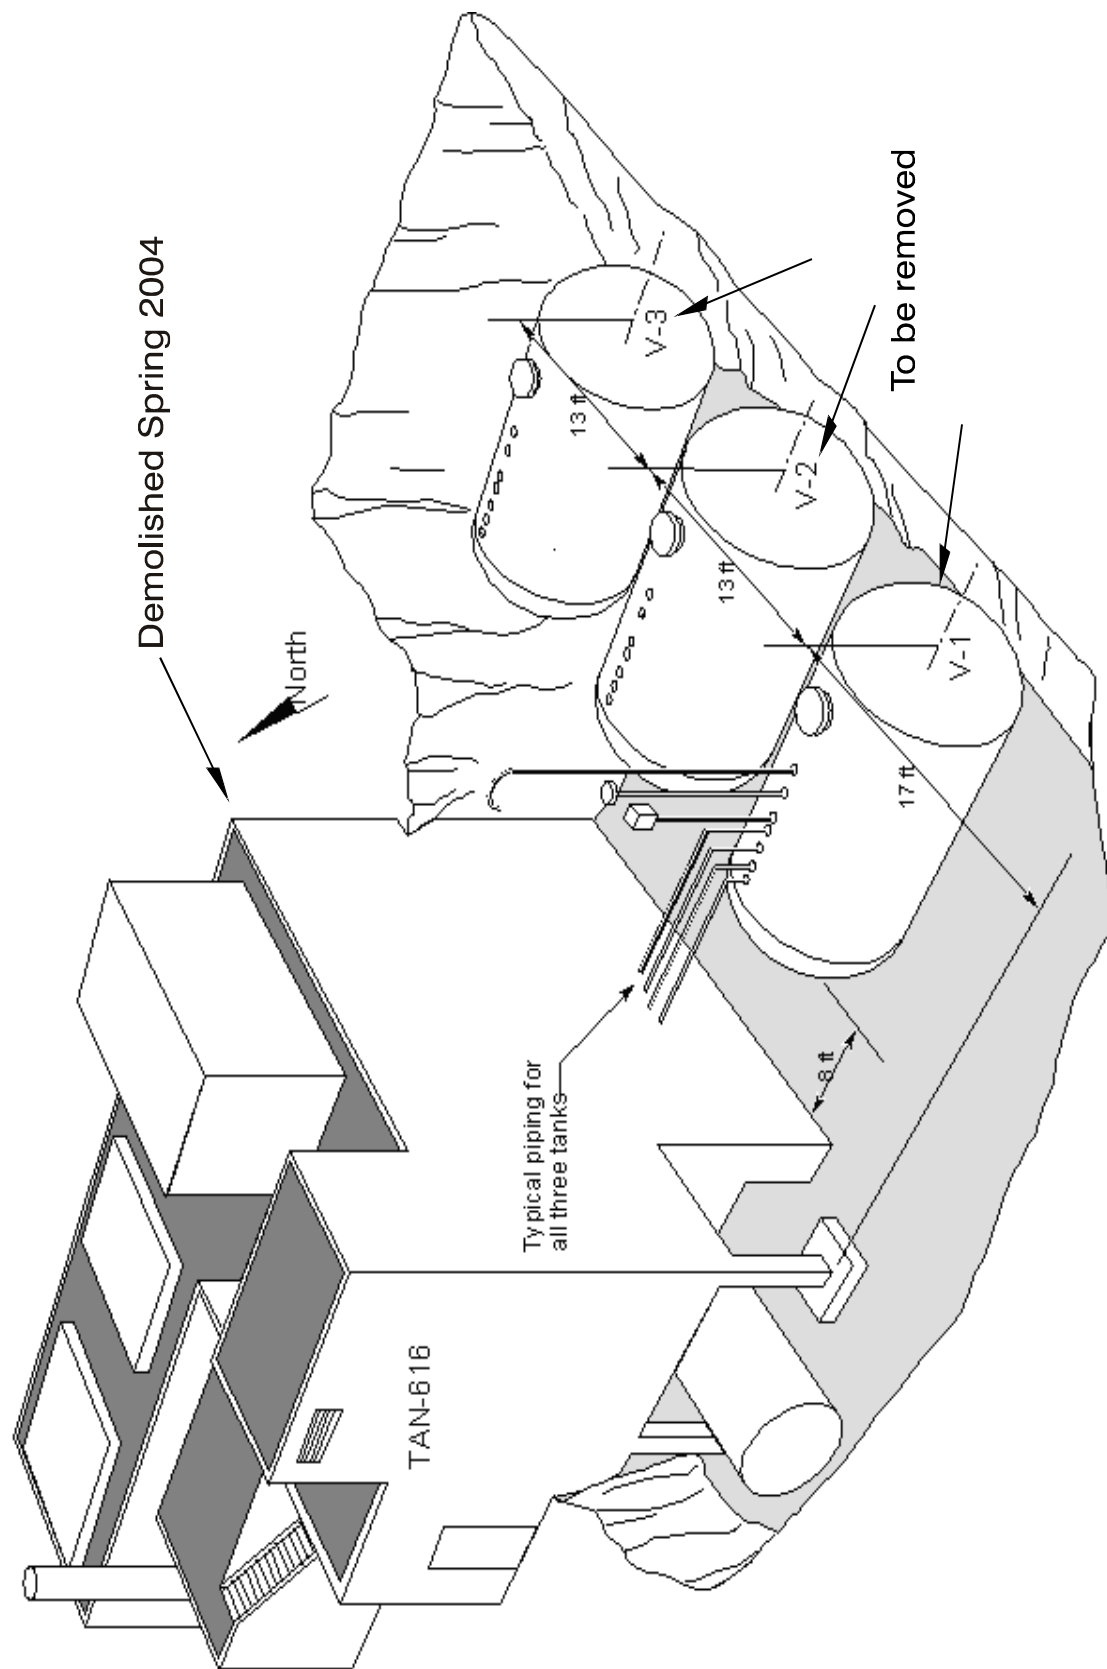 Demolished Spring 2004
North
TAN-616
Typical piping for
all three tanks
8 ft
17 ft
13 ft
13 ft
V-1
V-2
V-3
To be removed